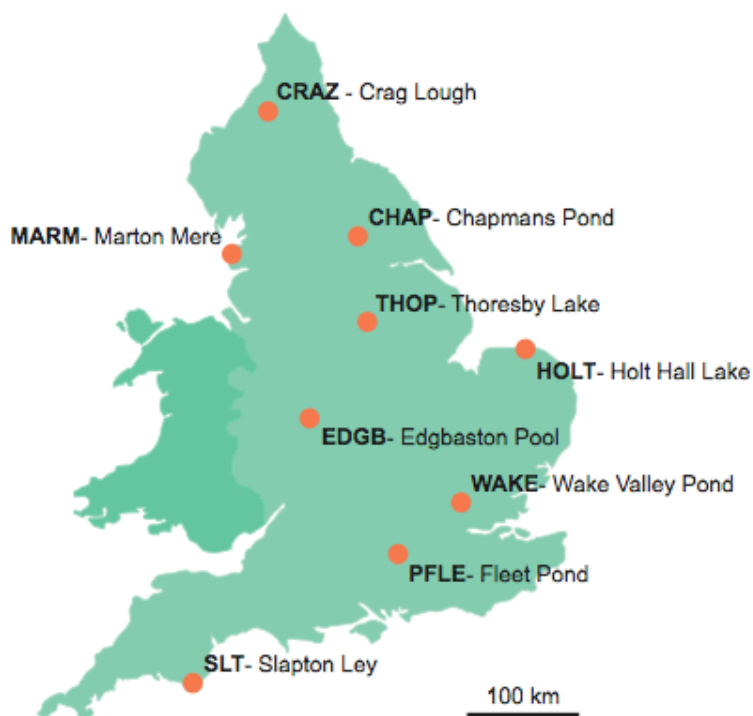 CRAZ - Crag Lough
CHAP- Chapmans Pond
MARM- Marton Mere
THOP- Thoresby Lake
HOLT- Holt Hall Lake
EDGB- Edgbaston Pool
WAKE- Wake Valley Pond
PFLE- Fleet Pond
SLT- Slapton Ley
100 km